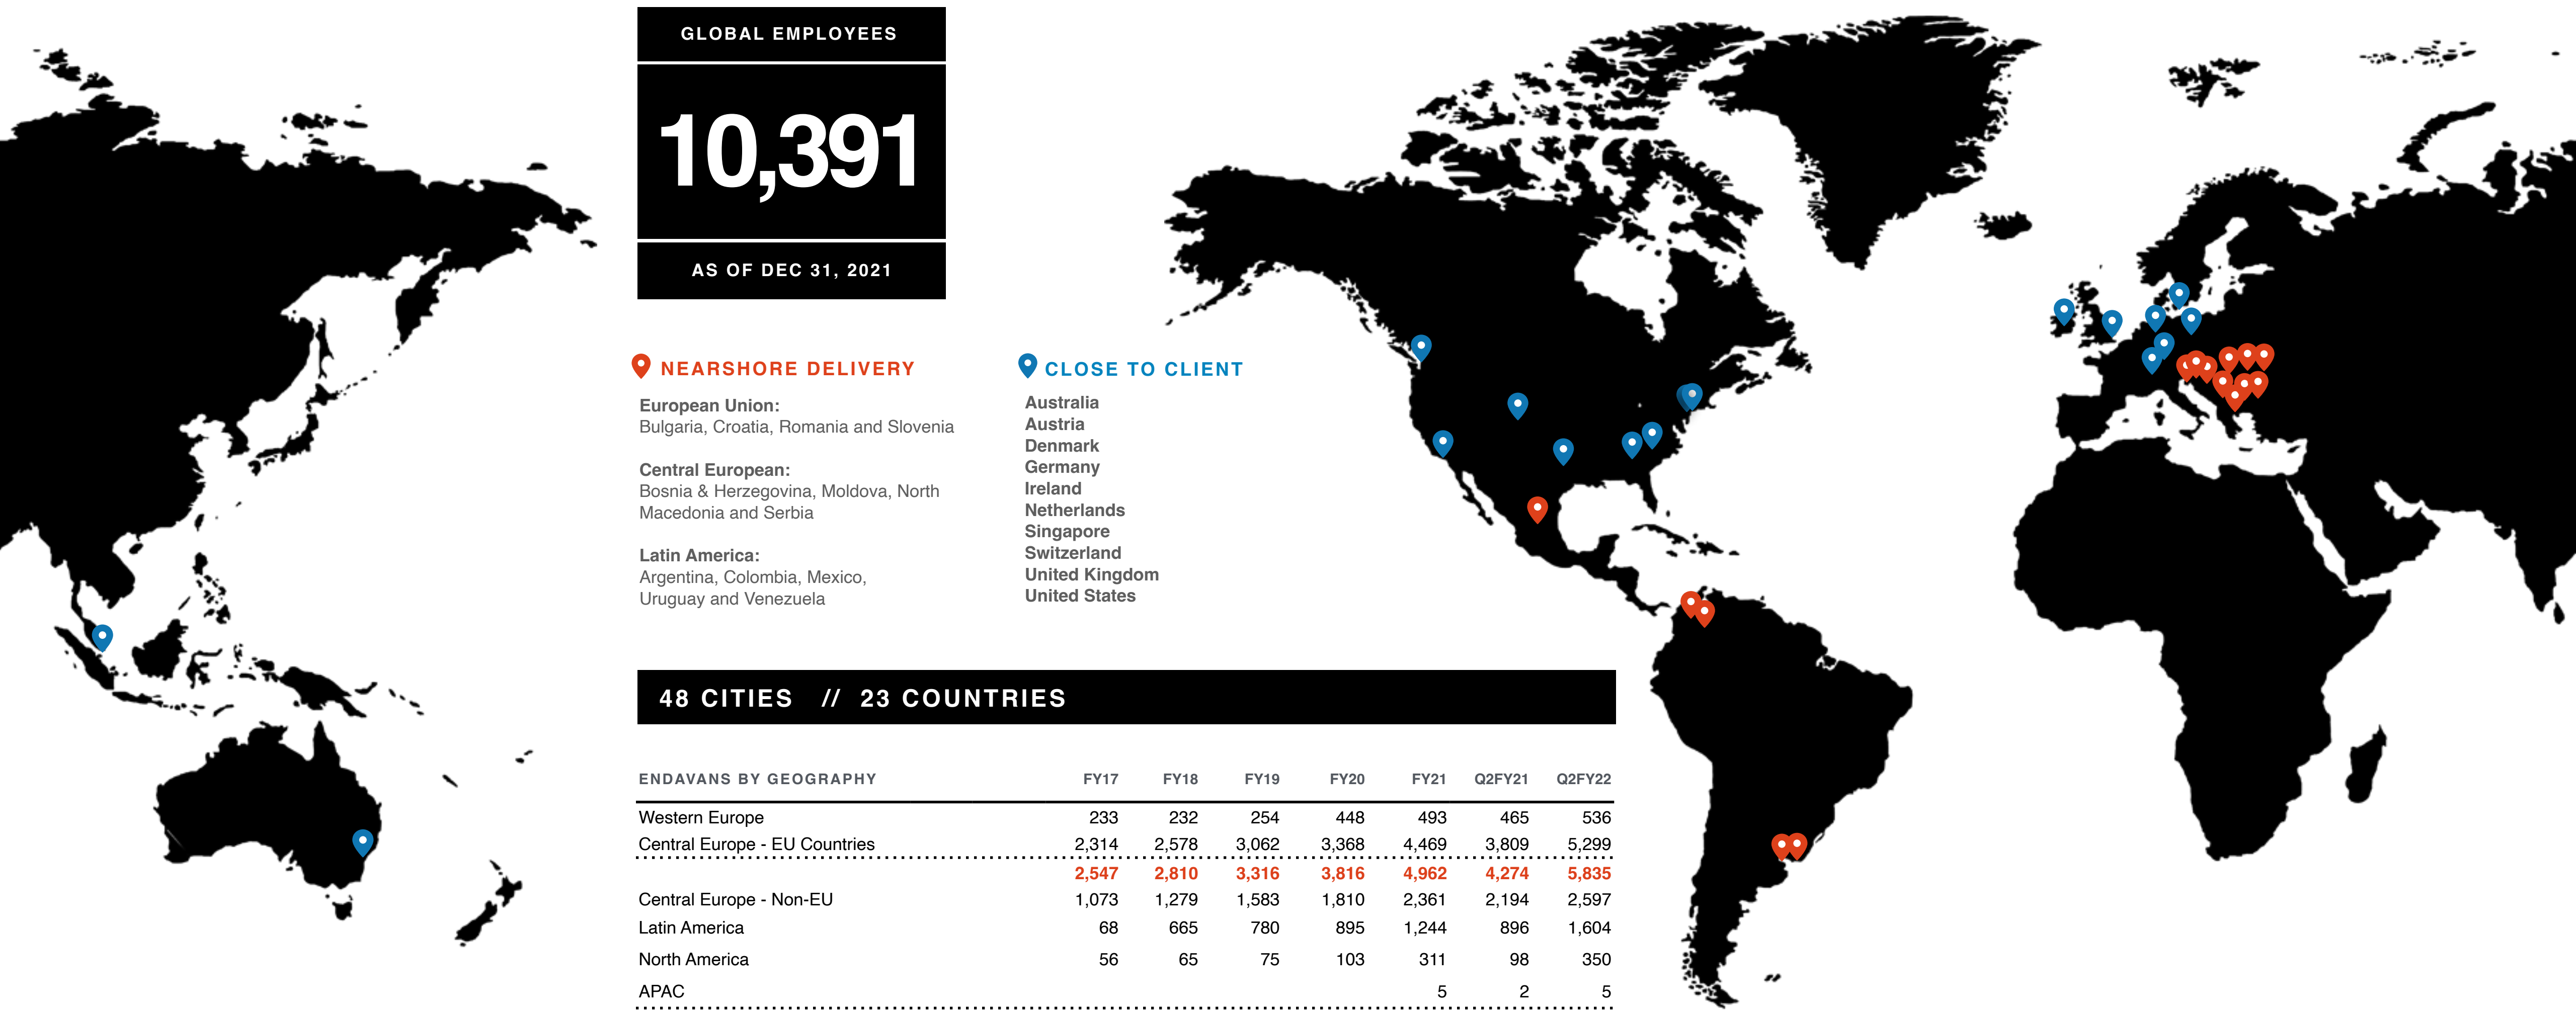 GLOBAL EMPLOYEES
10,391
AS OF DEC 31, 2021
NEARSHORE DELIVERY
European Union:
Bulgaria, Croatia, Romania and Slovenia
Central European:
Bosnia & Herzegovina, Moldova, North
Macedonia and Serbia
Latin America:
Argentina, Colombia, Mexico,
Uruguay and Venezuela
CLOSE TO CLIENT
Australia
Austria
Denmark
Germany
Ireland
Netherlands
Singapore
Switzerland
United Kingdom
United States
48 CITIES // 23 COUNTRIES
ENDAVANS BY GEOGRAPHY FY17 FY18 FY19 FY20 FY21 Q2FY21 Q2FY22
Western Europe 233 232 254 448 493 465 536
Central Europe - EU Countries 2,314 2,578 3,062 3,368 4,469 3,809 5,299
2,547 2,810 3,316 3,816 4,962 4,274 5,835
Central Europe - Non-EU 1,073 1,279 1,583 1,810 2,361 2,194 2,597
Latin America 68 665 780 895 1,244 896 1,604
North America 56 65 75 103 311 98 350
APAC 5 2 5